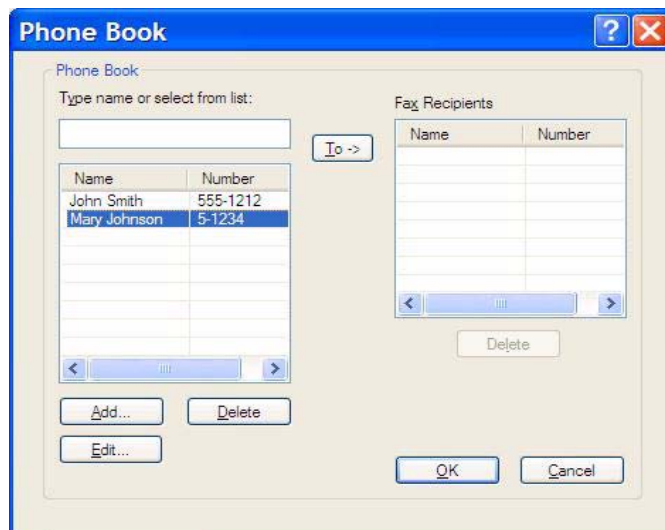 Phone Book
Phone Book
Type name or select from list:
Fax Recipients
To ->
Name Number
John Smith 555-1212
Mary Johnson 5-1234
Name Number
Delete
Add... Delete
Edit...
OK Cancel